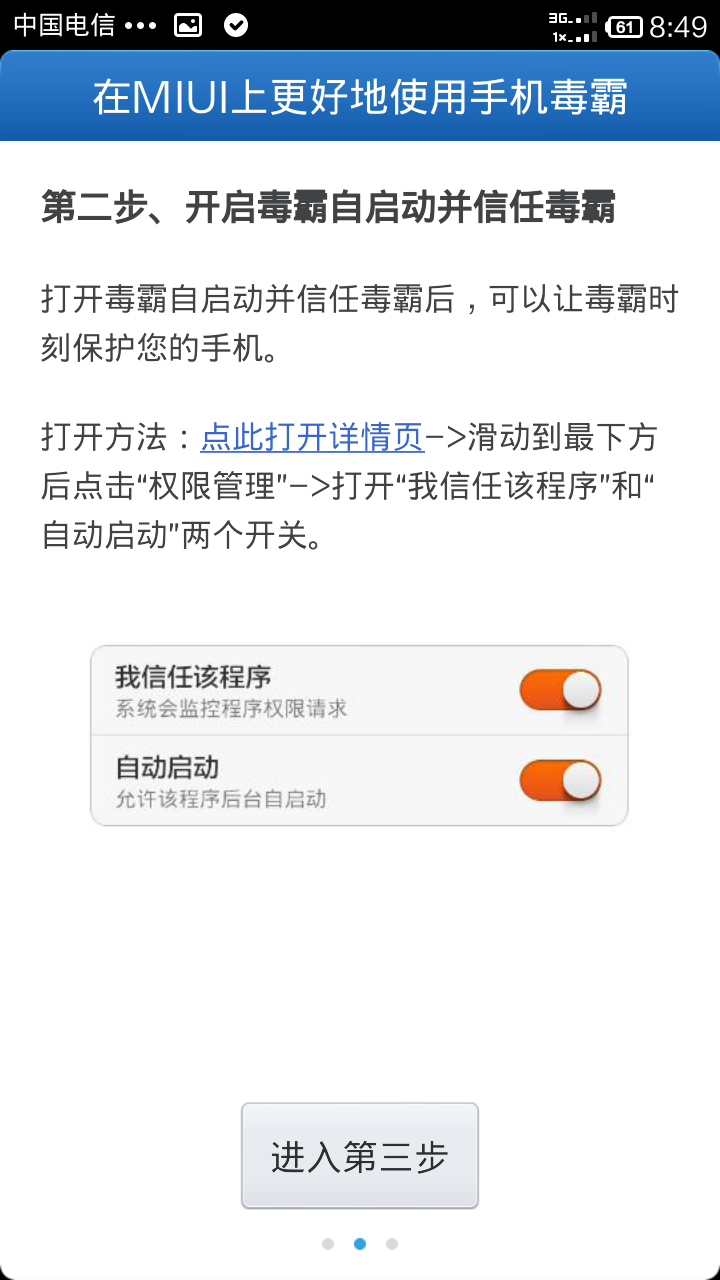 中国电信 ••• 3G 1x 61 8:49
在MIUI上更好地使用手机毒霸
第二步、开启毒霸自启动并信任毒霸
打开毒霸自启动并信任毒霸后，可以让毒霸时
刻保护您的手机。
打开方法：点此打开详情页—>滑动到最下方
后点击“权限管理”—>打开“我信任该程序”和“
自动启动”两个开关。
我信任该程序
系统会监控程序权限请求
自动启动
允许该程序后台自启动
进入第三步